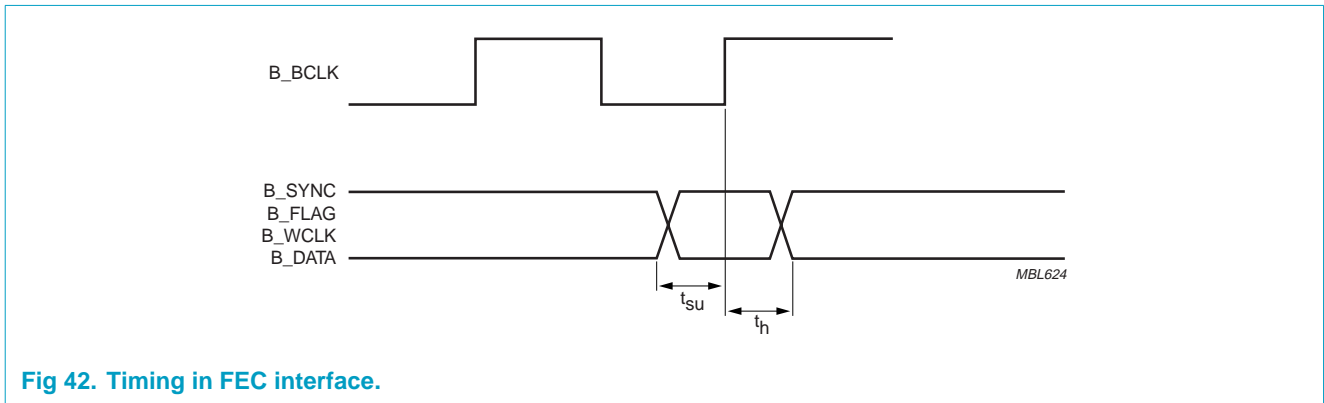 B_BCLK
B_SYNC
B_FLAG
B_WCLK
B_DATA
MBL624
tsu
th
Fig 42. Timing in FEC interface.